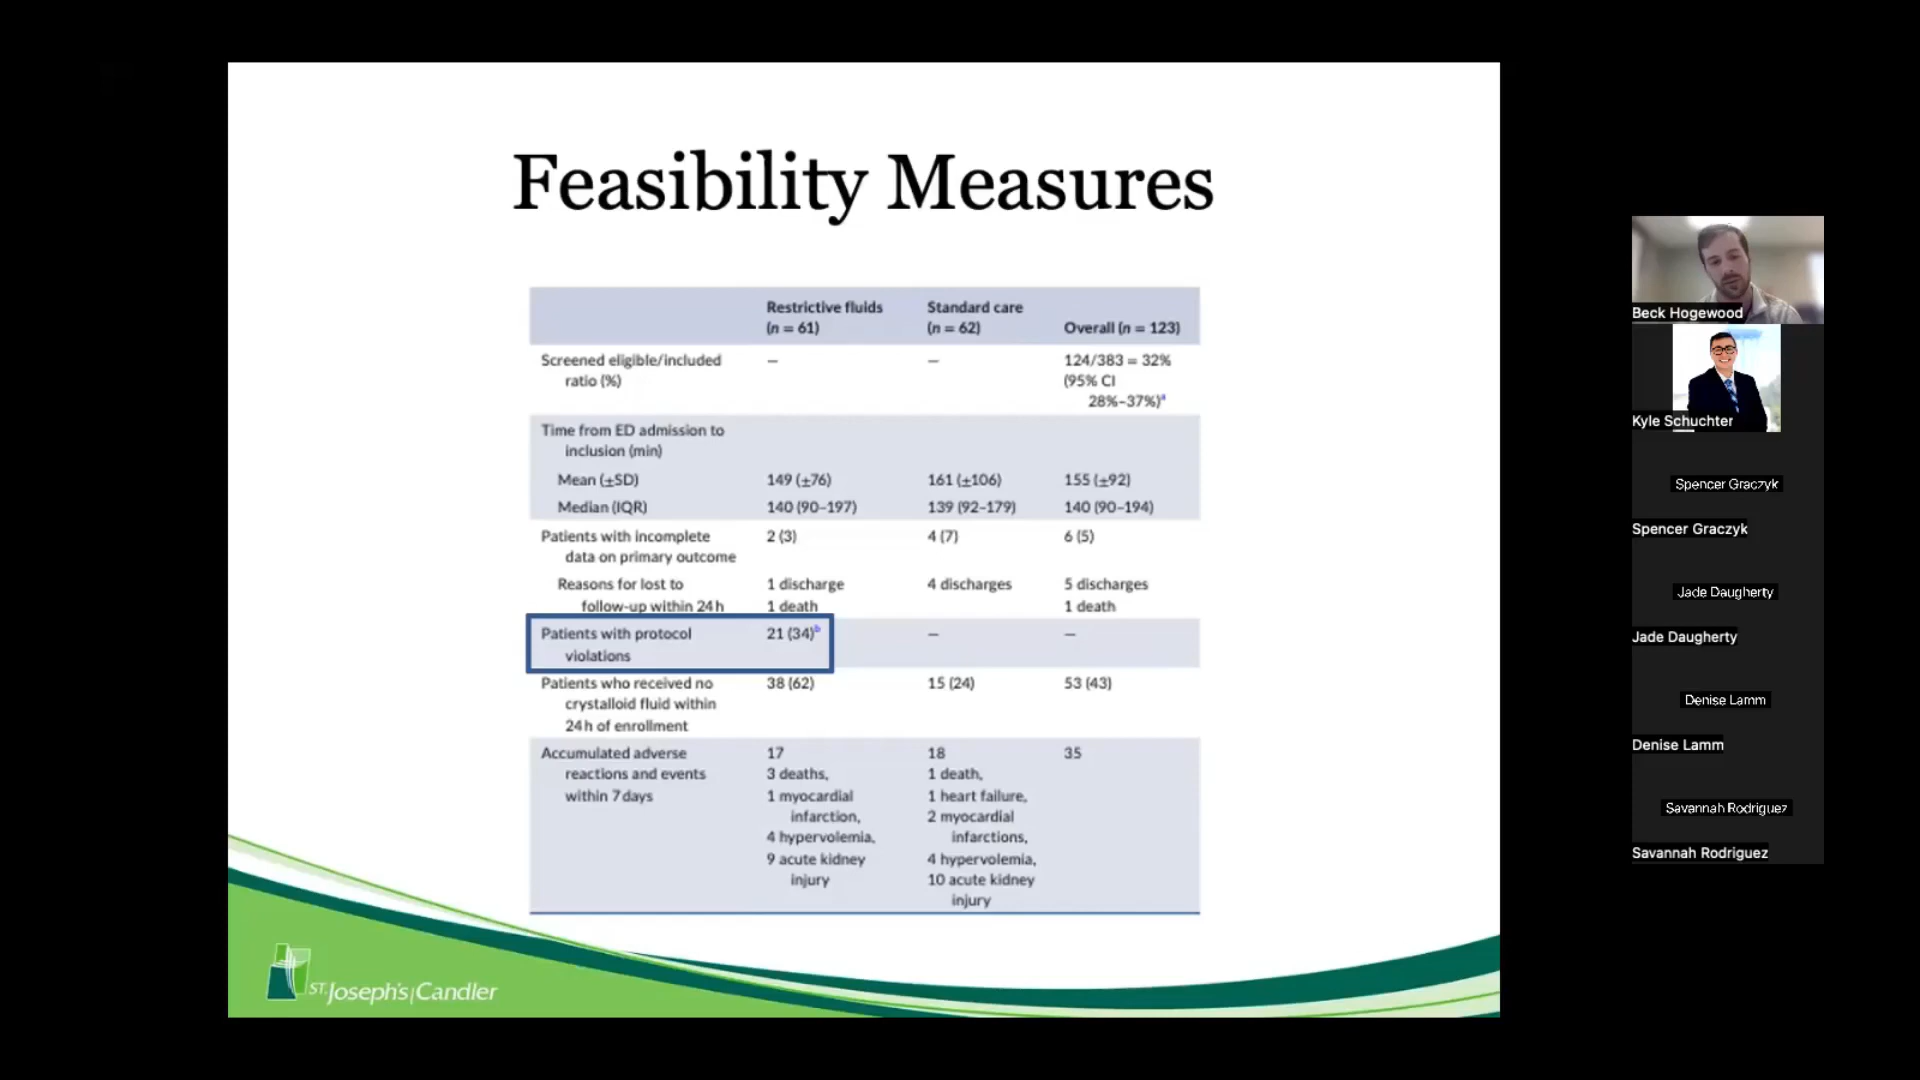 Feasibility Measures
Restrictive fluids
(n = 61)
Standard care
(n = 62)
Overall (n = 123)
Screened eligible/included
ratio (%)
–
–
124/383 = 32%
(95% CI
28%–37%)a
Time from ED admission to
inclusion (min)
Mean (±SD)
149 (±76)
161 (±106)
155 (±92)
Median (IQR)
140 (90–197)
139 (92–179)
140 (90–194)
Patients with incomplete
data on primary outcome
2 (3)
4 (7)
6 (5)
Reasons for lost to
follow-up within 24 h
1 discharge
1 death
4 discharges
5 discharges
1 death
Patients with protocol
violations
21 (34)b
–
–
Patients who received no
crystalloid fluid within
24 h of enrollment
38 (62)
15 (24)
53 (43)
Accumulated adverse
reactions and events
within 7 days
17
3 deaths,
1 myocardial
infarction,
4 hypervolemia,
9 acute kidney
injury
18
1 death,
1 heart failure,
2 myocardial
infarctions,
4 hypervolemia,
10 acute kidney
injury
35
ST. Joseph's|Candler
Beck Hogewood
Kyle Schuchter
Spencer Graczyk
Spencer Graczyk
Jade Daugherty
Jade Daugherty
Denise Lamm
Denise Lamm
Savannah Rodriguez
Savannah Rodriguez